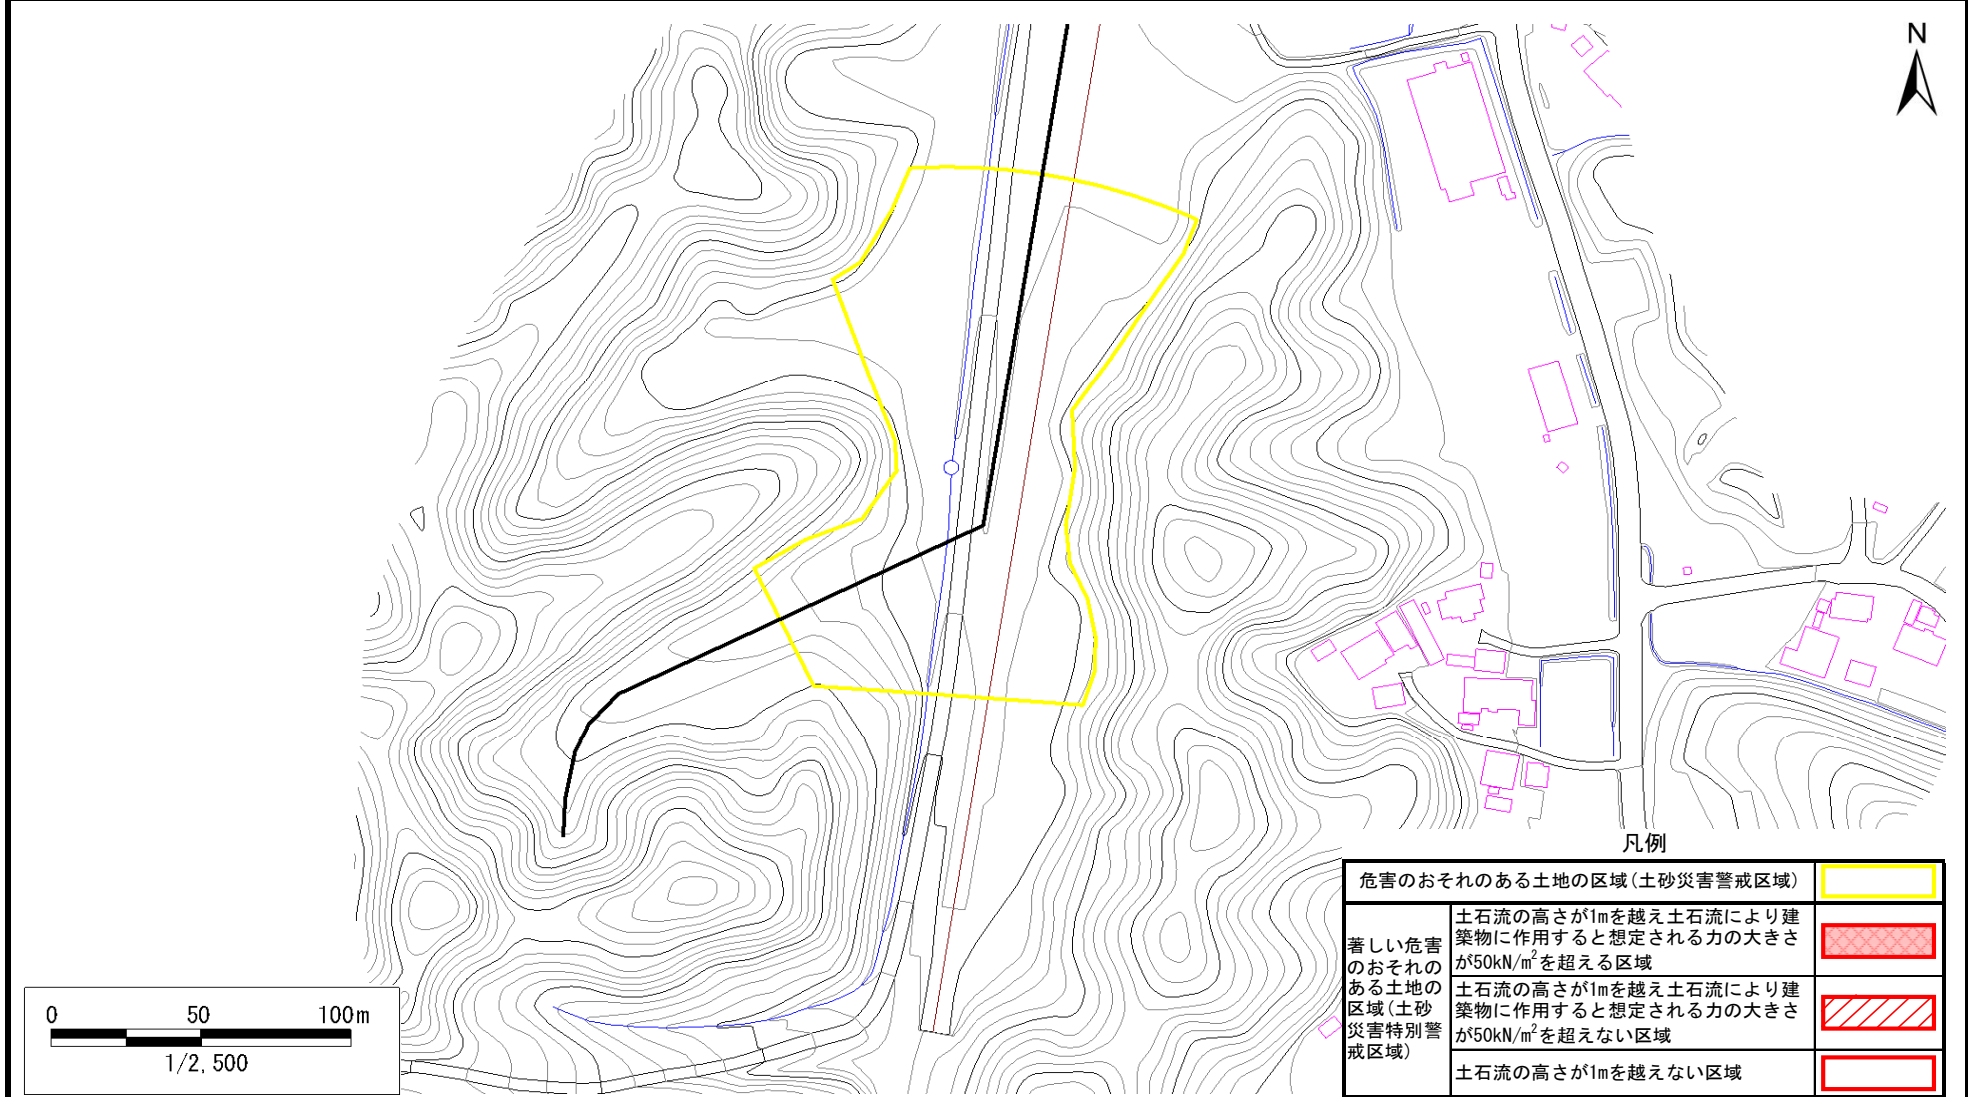 N
凡例
危害のおそれのある土地の区域(土砂災害警戒区域)
著しい危害
のおそれの
ある土地の
区域(土砂
災害特別警
戒区域)
土石流の高さが1mを越え土石流により建
築物に作用すると想定される力の大きさ
が50kN/m²を超える区域
土石流の高さが1mを越え土石流により建
築物に作用すると想定される力の大きさ
が50kN/m²を超えない区域
土石流の高さが1mを越えない区域
0 50 100m
1/2,500